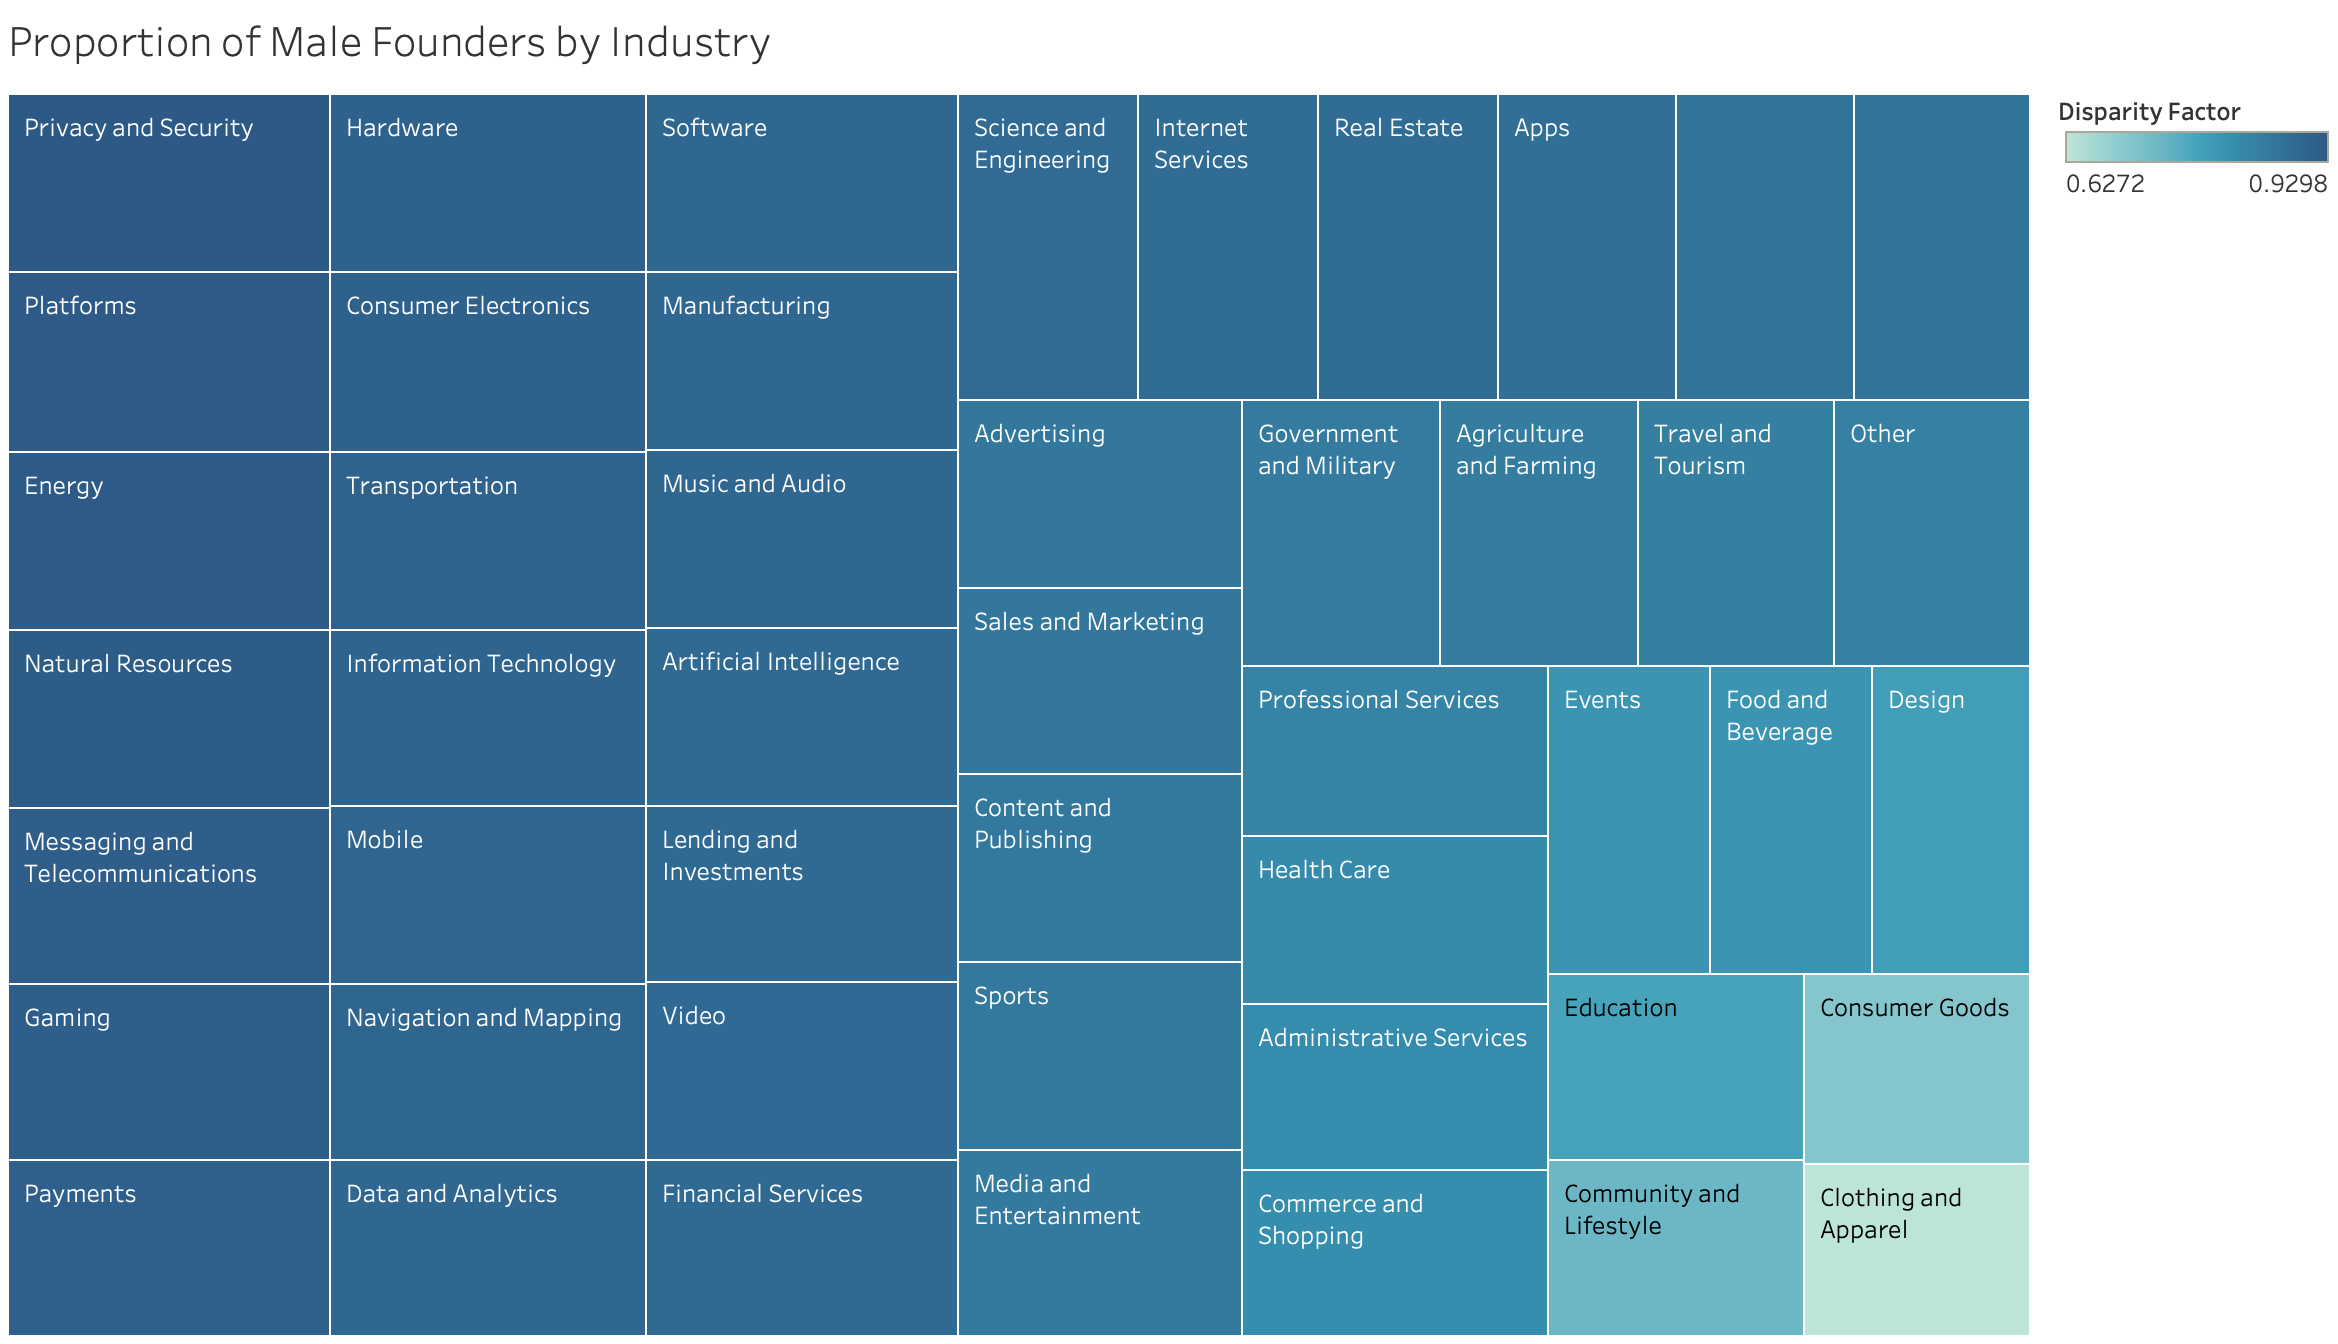 Proportion of Male Founders by Industry
Privacy and Security
Platforms
Energy
Natural Resources
Messaging and
Telecommunications
Gaming
Payments
Hardware
Consumer Electronics
Transportation
Information Technology
Mobile
Navigation and Mapping
Data and Analytics
Software
Manufacturing
Music and Audio
Artificial Intelligence
Lending and
Investments
Video
Financial Services
Science and
Engineering
Internet
Services
Real Estate
Apps
Advertising
Sales and Marketing
Content and
Publishing
Sports
Media and
Entertainment
Government
and Military
Agriculture
and Farming
Travel and
Tourism
Other
Professional Services
Health Care
Administrative Services
Commerce and
Shopping
Events
Food and
Beverage
Design
Education
Community and
Lifestyle
Consumer Goods
Clothing and
Apparel
Disparity Factor
0.6272
0.9298